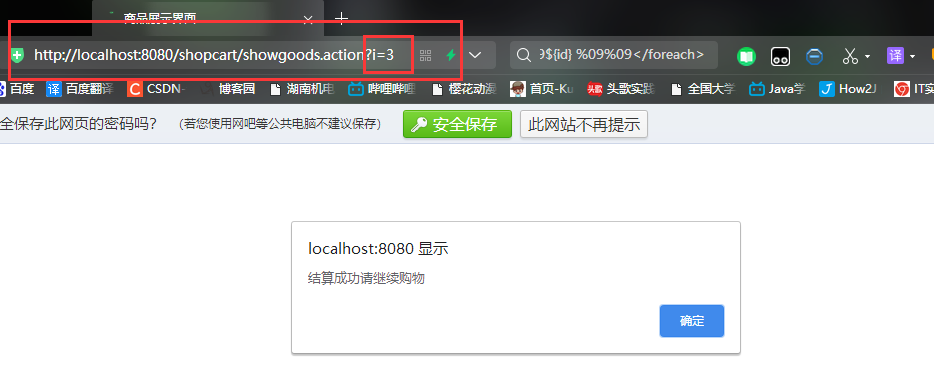 商品展示界面
http://localhost:8080/shopcart/showgoods.action?i=3
9${id} %09%09</foreach>
译
百度 译 百度翻译 C CSDN- 博客园 湖南机电 哔哩哔哩 樱花动漫 首页-Ku 头歌 头歌实践 全国大学 Java学 How2J IT实
全保存此网页的密码吗? (若您使用网吧等公共电脑不建议保存) 安全保存 此网站不再提示
localhost:8080 显示
结算成功请继续购物
确定